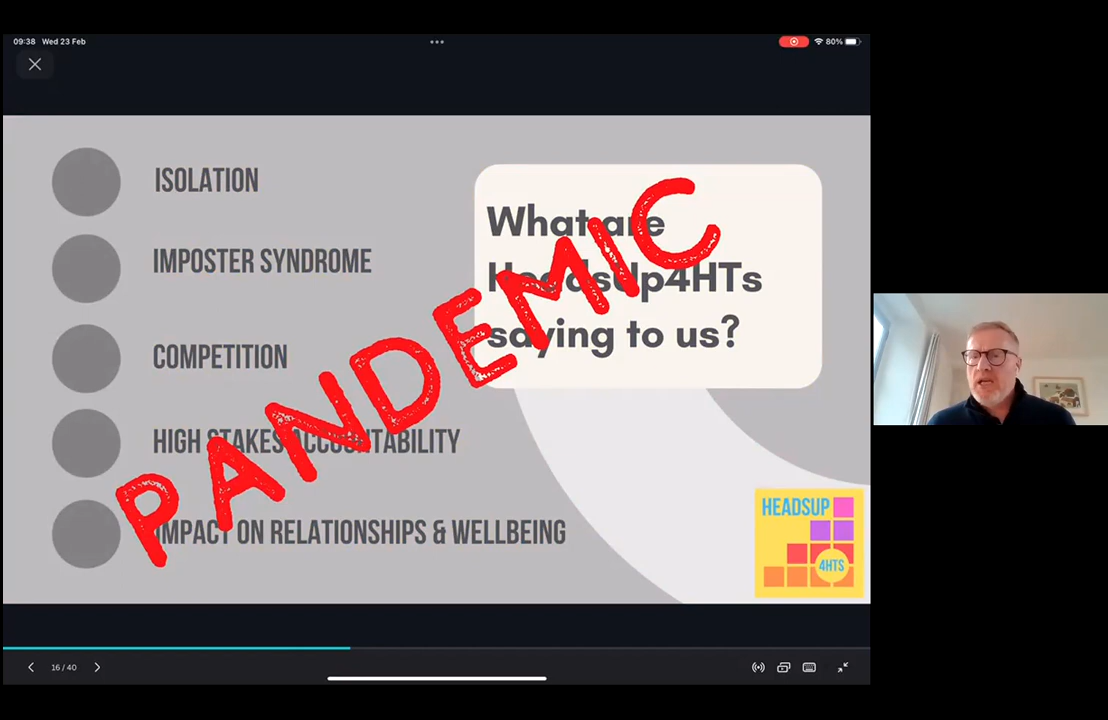 09:38 Wed 23 Feb
80%
ISOLATION
IMPOSTER SYNDROME
COMPETITION
HIGH STAKES ACCOUNTABILITY
IMPACT ON RELATIONSHIPS & WELLBEING
What are
HeadsUp4HTs
saying to us?
PANDEMIC
HEADSUP
4HTS
16 / 40